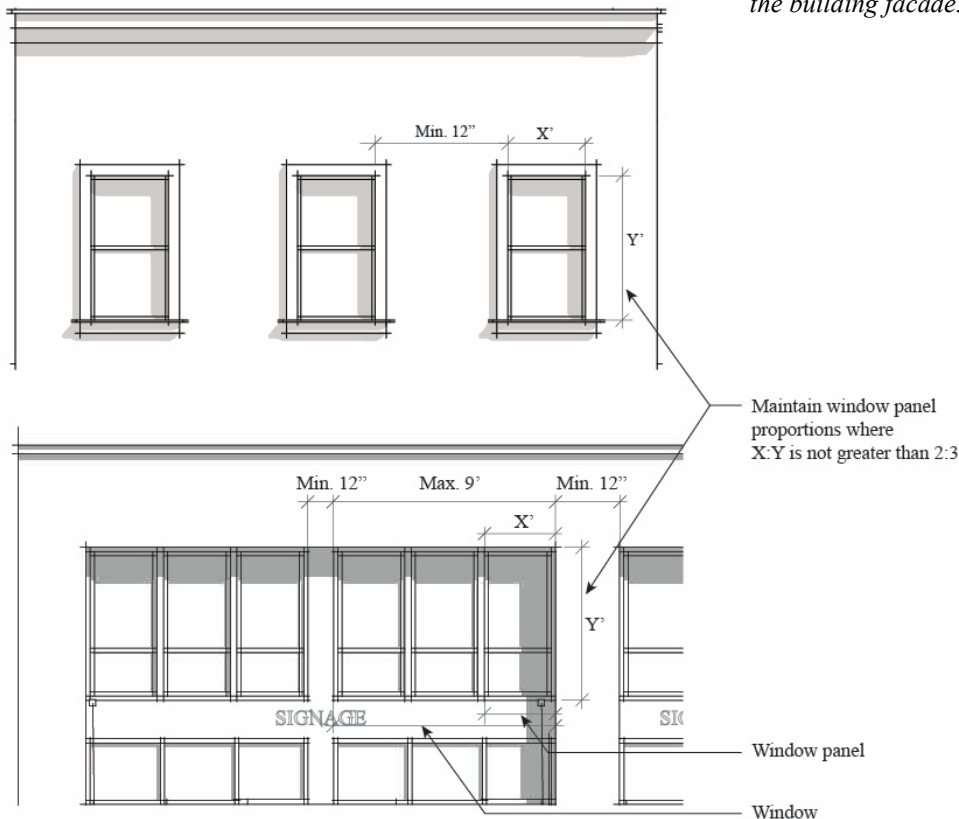 the building facade.
Min. 12”
X’
Y’
Maintain window panel
proportions where
X:Y is not greater than 2:3
Min. 12”
Max. 9’
Min. 12”
X’
Y’
SIGNAGE
SIG
Window panel
Window